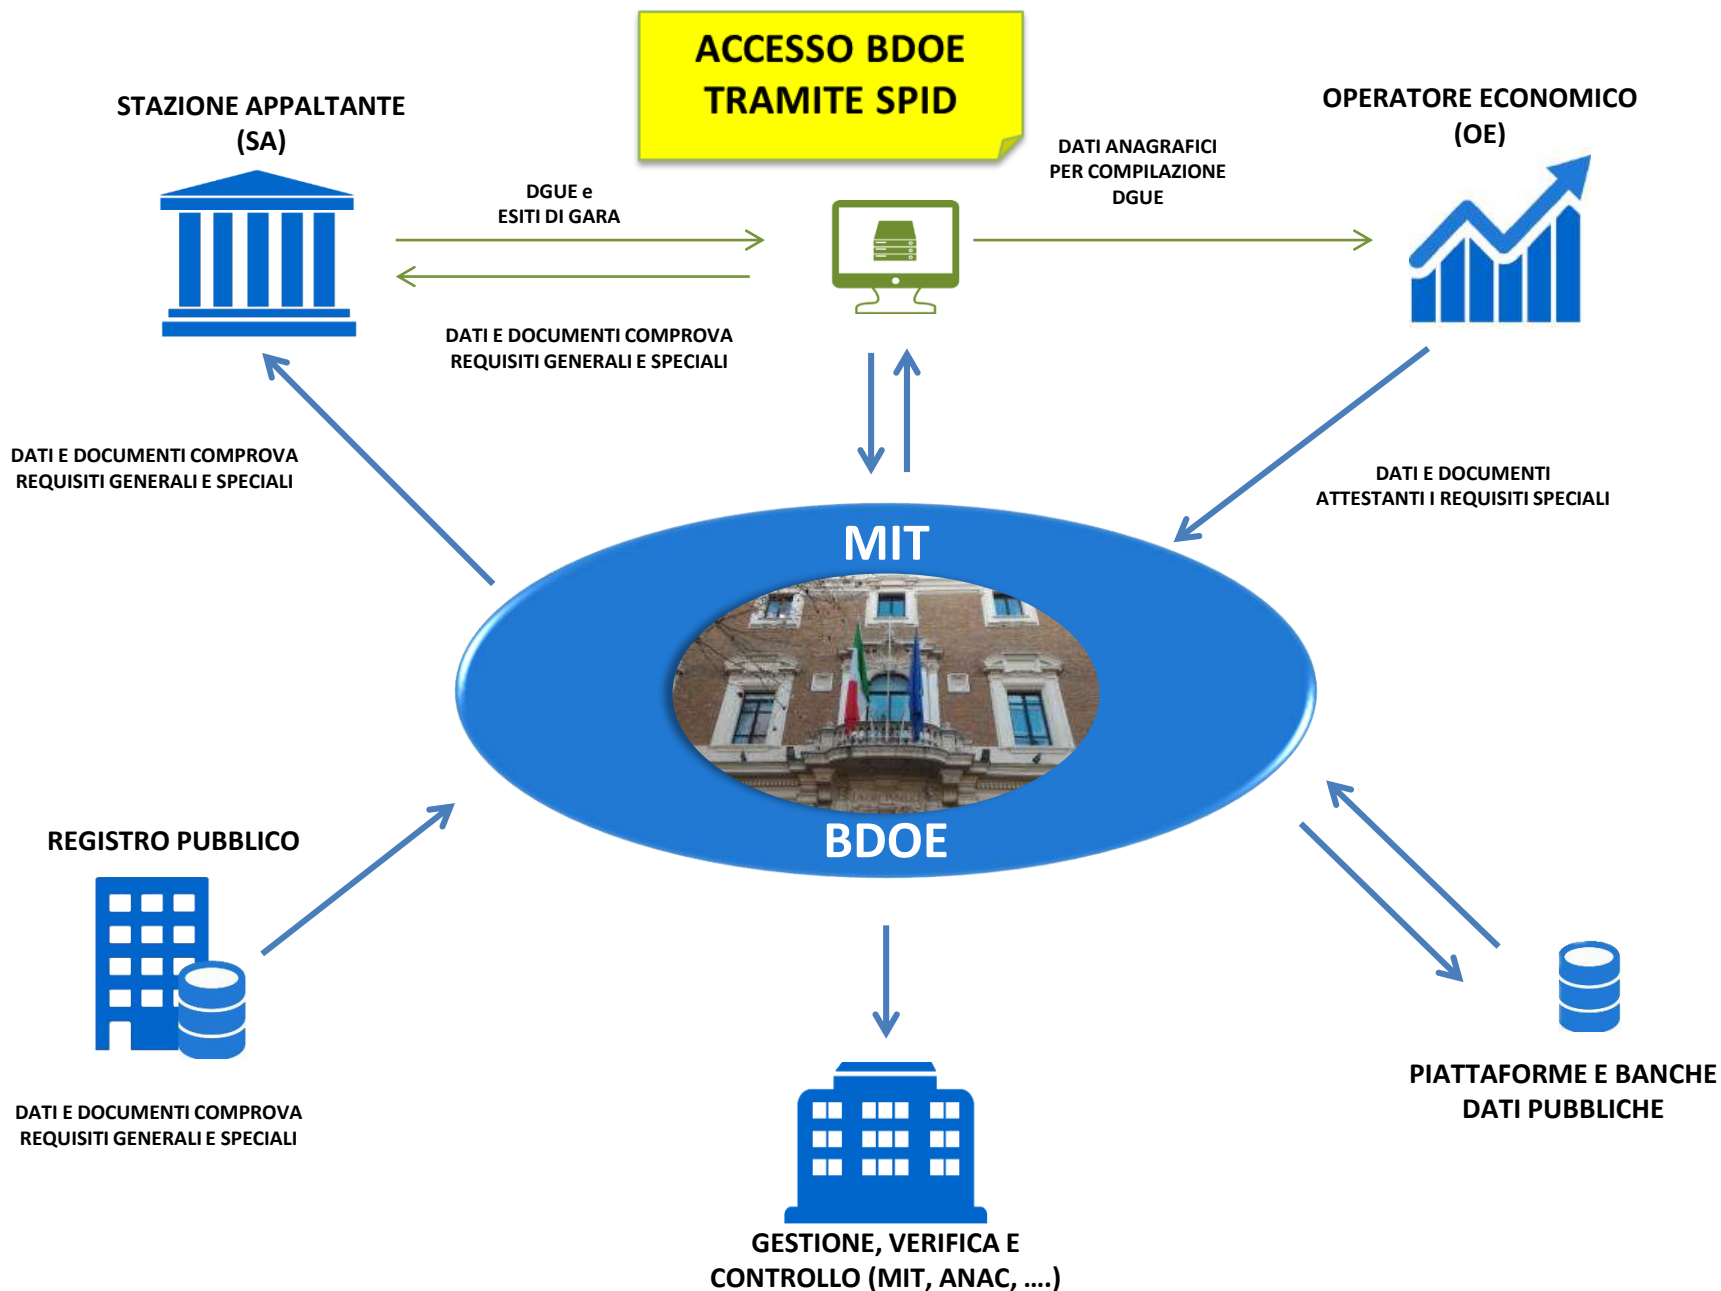 ACCESSO BDOE
TRAMITE SPID
STAZIONE APPALTANTE
(SA)
OPERATORE ECONOMICO
(OE)
DGUE e
ESITI DI GARA
DATI ANAGRAFICI
PER COMPILAZIONE
DGUE
DATI E DOCUMENTI COMPROVA
REQUISITI GENERALI E SPECIALI
DATI E DOCUMENTI COMPROVA
REQUISITI GENERALI E SPECIALI
DATI E DOCUMENTI
ATTESTANTI I REQUISITI SPECIALI
MIT
BDOE
REGISTRO PUBBLICO
DATI E DOCUMENTI COMPROVA
REQUISITI GENERALI E SPECIALI
PIATTAFORME E BANCHE
DATI PUBBLICHE
GESTIONE, VERIFICA E
CONTROLLO (MIT, ANAC, ....)